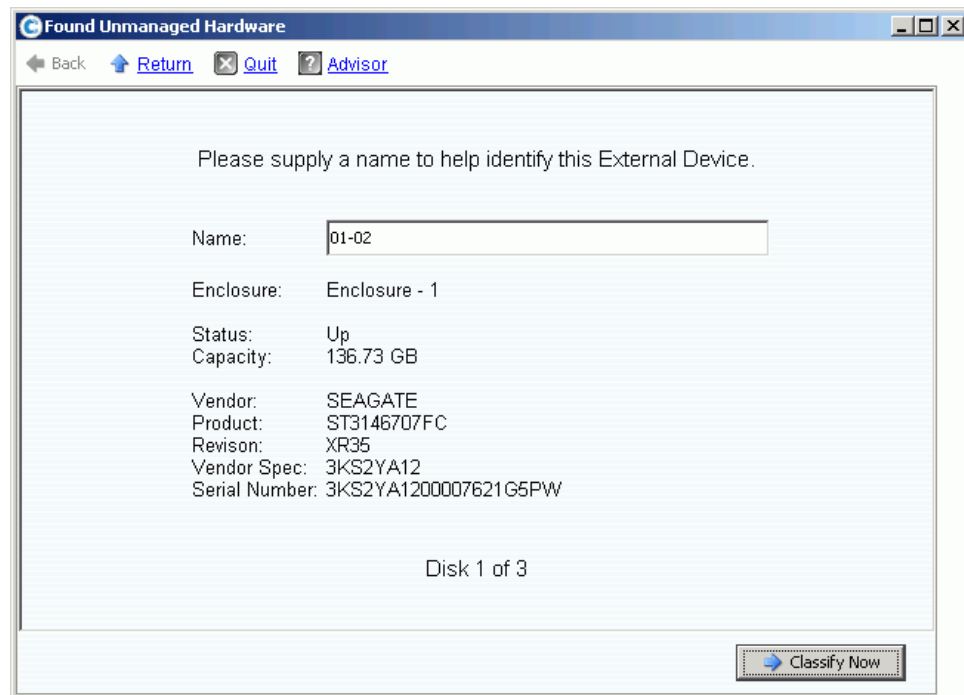 Found Unmanaged Hardware
Back Return Quit ? Advisor
Please supply a name to help identify this External Device.
Name: 01-02
Enclosure: Enclosure - 1
Status: Up
Capacity: 136.73 GB
Vendor: SEAGATE
Product: ST3146707FC
Revison: XR35
Vendor Spec: 3KS2YA12
Serial Number: 3KS2YA1200007621G5PW
Disk 1 of 3
Classify Now